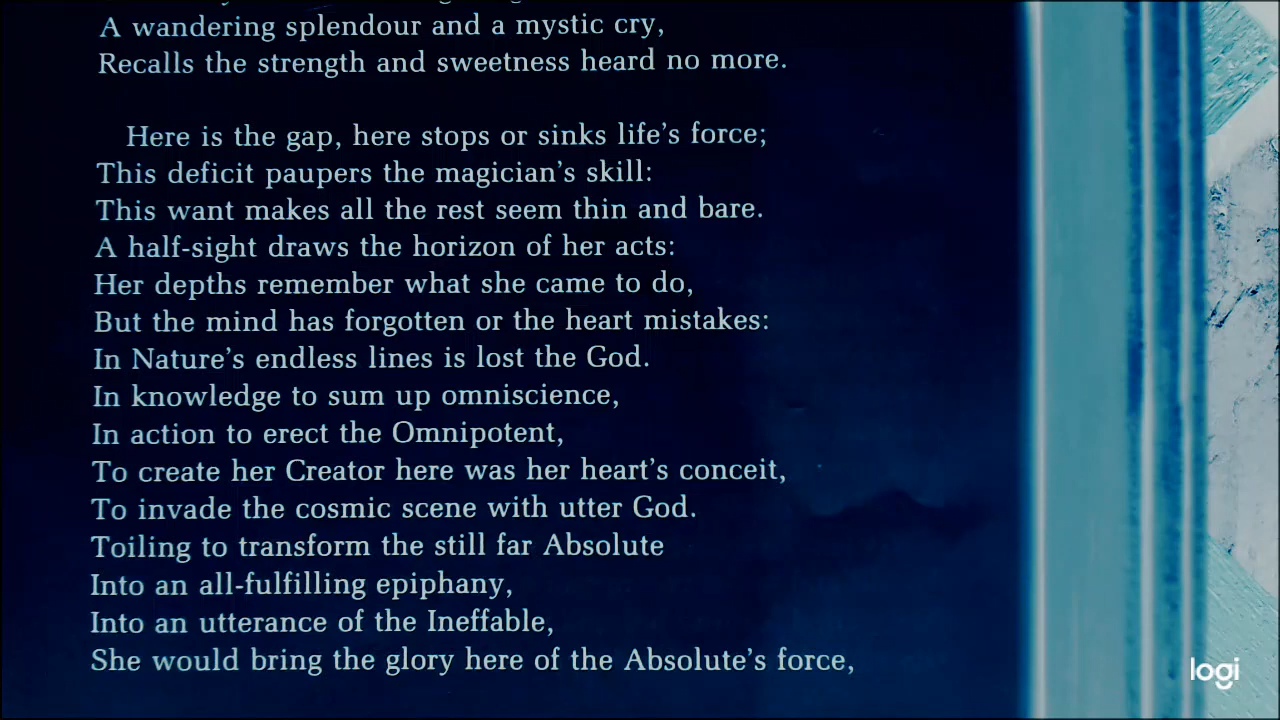 A wandering splendour and a mystic cry,
Recalls the strength and sweetness heard no more.
Here is the gap, here stops or sinks life's force;
This deficit paupers the magician's skill:
This want makes all the rest seem thin and bare.
A half-sight draws the horizon of her acts:
Her depths remember what she came to do,
But the mind has forgotten or the heart mistakes:
In Nature's endless lines is lost the God.
In knowledge to sum up omniscience,
In action to erect the Omnipotent,
To create her Creator here was her heart's conceit,
To invade the cosmic scene with utter God.
Toiling to transform the still far Absolute
Into an all-fulfilling epiphany,
Into an utterance of the Ineffable,
She would bring the glory here of the Absolute's force,
logi